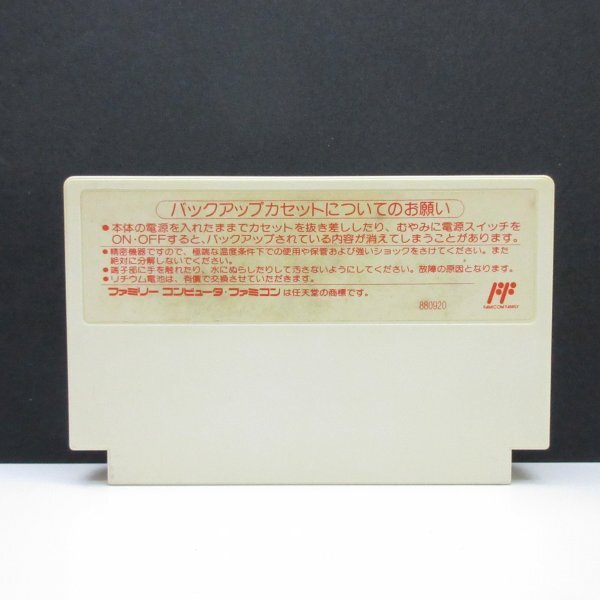 バックアップカセットについてのお願い
●本体の電源を入れたままでカセットを抜き差ししたり、むやみに電源スイッチを
ON・OFFすると、バックアップされている内容が消えてしまうことがあります。
●精密機器ですので、極端な温度条件下での使用や保管および強いショックをさけてください。また
絶対に分解しないでください。
●端子部に手を触れたり、水にぬらしたりして汚さないようにしてください。故障の原因となります。
●リチウム電池は、有償で交換させていただきます。
ファミリー コンピュータ・ファミコン は任天堂の商標です。
880920
FF
FAMICOM FAMILY